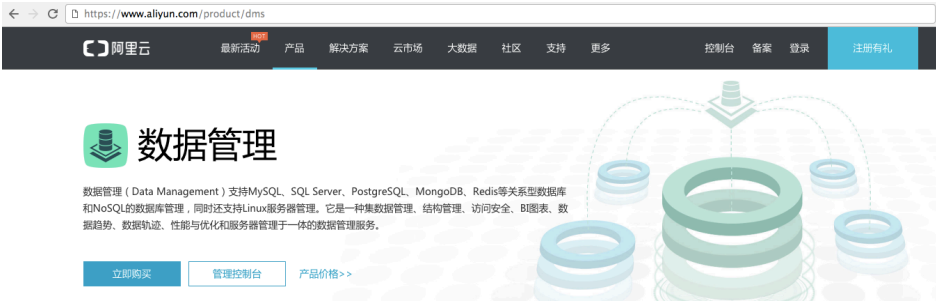 https://www.aliyun.com/product/dms
阿里云 最新活动 HOT 产品 解决方案 云市场 大数据 社区 支持 更多 控制台 备案 登录 注册有礼
数据管理
数据管理（Data Management）支持MySQL、SQL Server、PostgreSQL、MongoDB、Redis等关系型数据库
和NoSQL的数据库管理，同时还支持Linux服务器管理。它是一种集数据管理、结构管理、访问安全、BI图表、数
据趋势、数据轨迹、性能与优化和服务器管理于一体的数据管理服务。
立即购买 管理控制台 产品价格>>